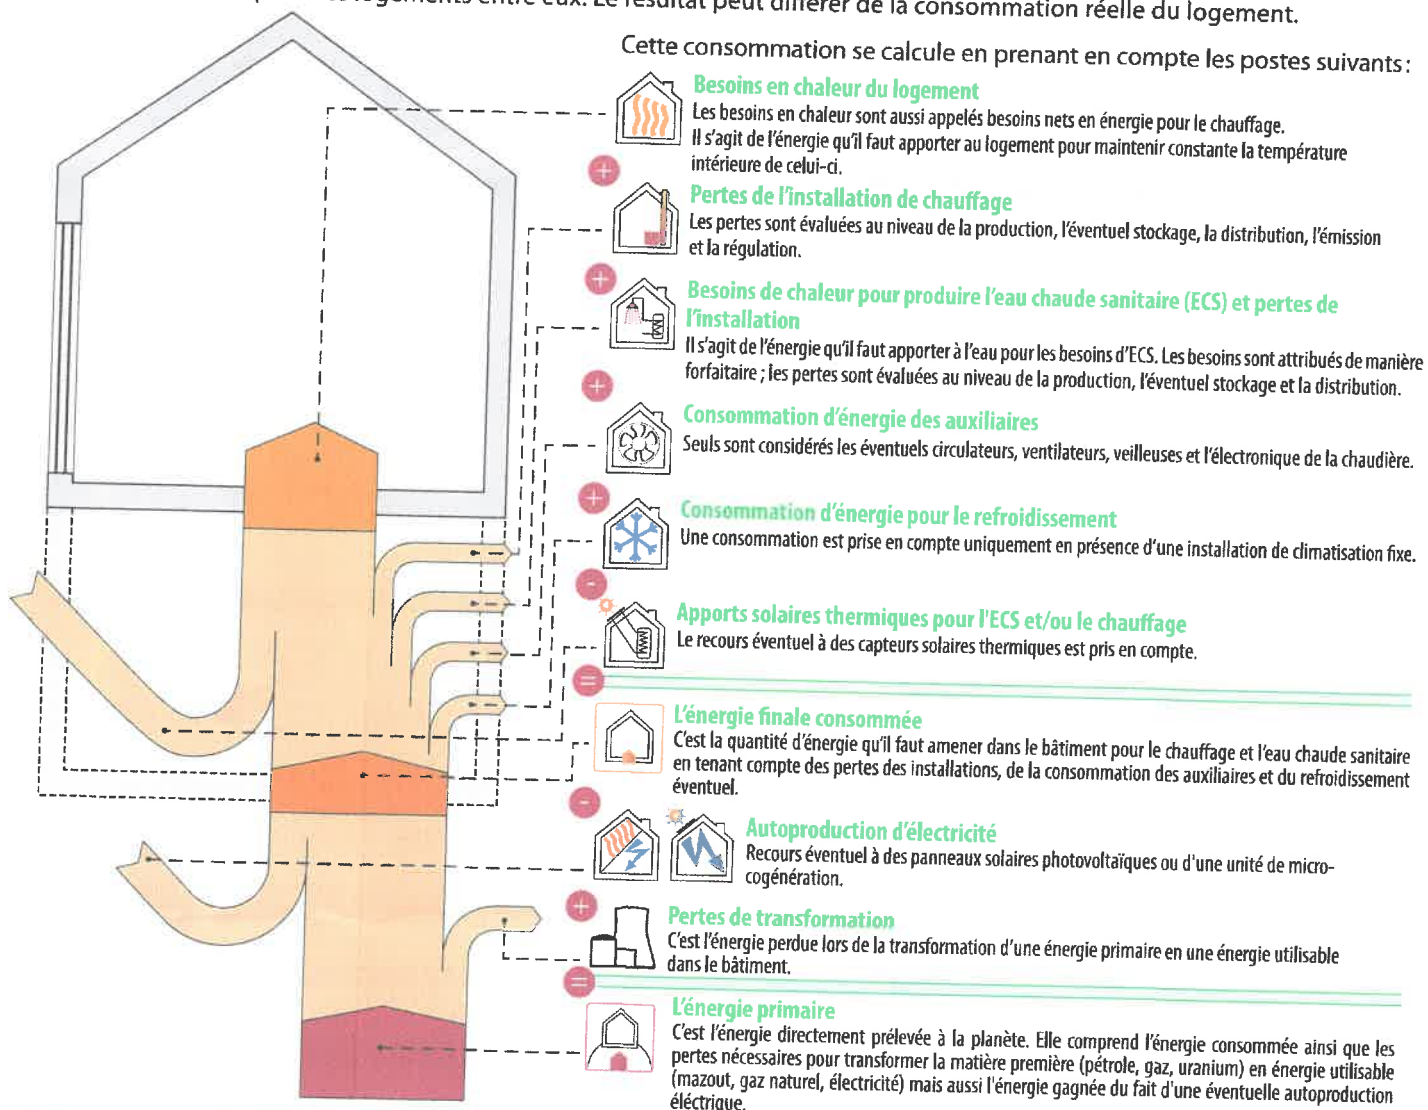 logements entre eux. Le résultat peut différer de la consommation réelle du logement.
Cette consommation se calcule en prenant en compte les postes suivants :
Besoins en chaleur du logement
Les besoins en chaleur sont aussi appelés besoins nets en énergie pour le chauffage.
Il s'agit de l'énergie qu'il faut apporter au logement pour maintenir constante la température
intérieure de celui-ci.
+
Pertes de l'installation de chauffage
Les pertes sont évaluées au niveau de la production, l'éventuel stockage, la distribution, l'émission
et la régulation.
+
Besoins de chaleur pour produire l'eau chaude sanitaire (ECS) et pertes de
l'installation
Il s'agit de l'énergie qu'il faut apporter à l'eau pour les besoins d'ECS. Les besoins sont attribués de manière
forfaitaire ; les pertes sont évaluées au niveau de la production, l'éventuel stockage et la distribution.
+
Consommation d'énergie des auxiliaires
Seuls sont considérés les éventuels circulateurs, ventilateurs, veilleuses et l'électronique de la chaudière.
+
Consommation d'énergie pour le refroidissement
Une consommation est prise en compte uniquement en présence d'une installation de climatisation fixe.
-
Apports solaires thermiques pour l'ECS et/ou le chauffage
Le recours éventuel à des capteurs solaires thermiques est pris en compte.
=
L'énergie finale consommée
C'est la quantité d'énergie qu'il faut amener dans le bâtiment pour le chauffage et l'eau chaude sanitaire
en tenant compte des pertes des installations, de la consommation des auxiliaires et du refroidissement
éventuel.
-
Autoproduction d'électricité
Recours éventuel à des panneaux solaires photovoltaïques ou d'une unité de micro-
cogénération.
+
Pertes de transformation
C'est l'énergie perdue lors de la transformation d'une énergie primaire en une énergie utilisable
dans le bâtiment.
=
L'énergie primaire
C'est l'énergie directement prélevée à la planète. Elle comprend l'énergie consommée ainsi que les
pertes nécessaires pour transformer la matière première (pétrole, gaz, uranium) en énergie utilisable
(mazout, gaz naturel, électricité) mais aussi l'énergie gagnée du fait d'une éventuelle autoproduction
éléctrique.